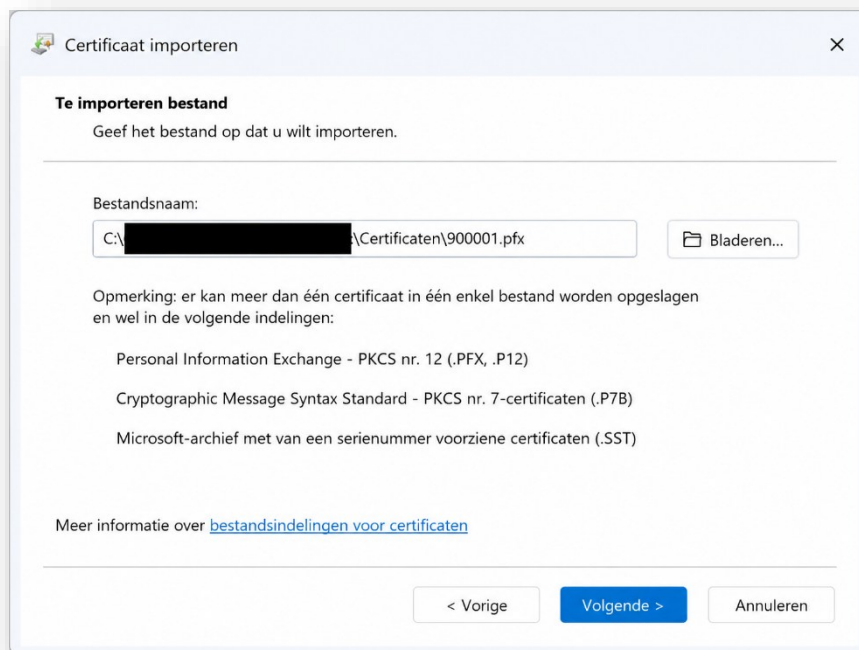 Certificaat importeren
Te importeren bestand
Geef het bestand op dat u wilt importeren.
Bestandsnaam:
C:\ :\Certificaten\900001.pfx
Bladeren...
Opmerking: er kan meer dan één certificaat in één enkel bestand worden opgeslagen
en wel in de volgende indelingen:
Personal Information Exchange - PKCS nr. 12 (.PFX, .P12)
Cryptographic Message Syntax Standard - PKCS nr. 7-certificaten (.P7B)
Microsoft-archief met van een serienummer voorziene certificaten (.SST)
Meer informatie over bestandsindelingen voor certificaten
< Vorige
Volgende >
Annuleren